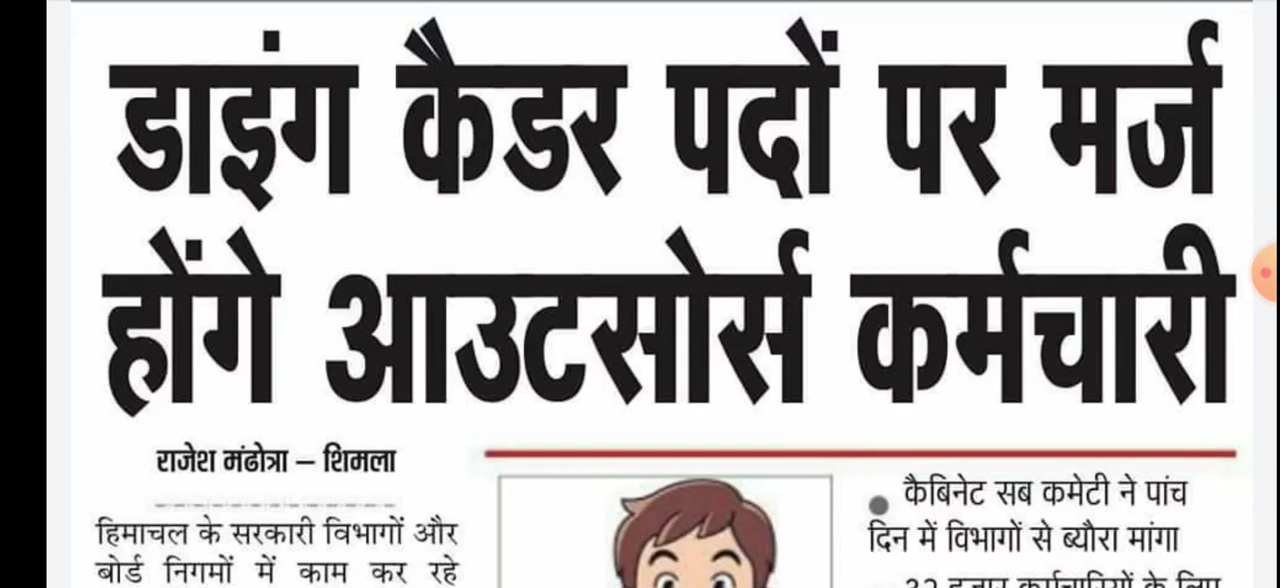 डाइंग कैडर पदों पर मर्ज
होंगे आउटसोर्स कर्मचारी
राजेश मंढोत्रा – शिमला
हिमाचल के सरकारी विभागों और
बोर्ड निगमों में काम कर रहे
कैबिनेट सब कमेटी ने पांच
दिन में विभागों से ब्यौरा मांगा